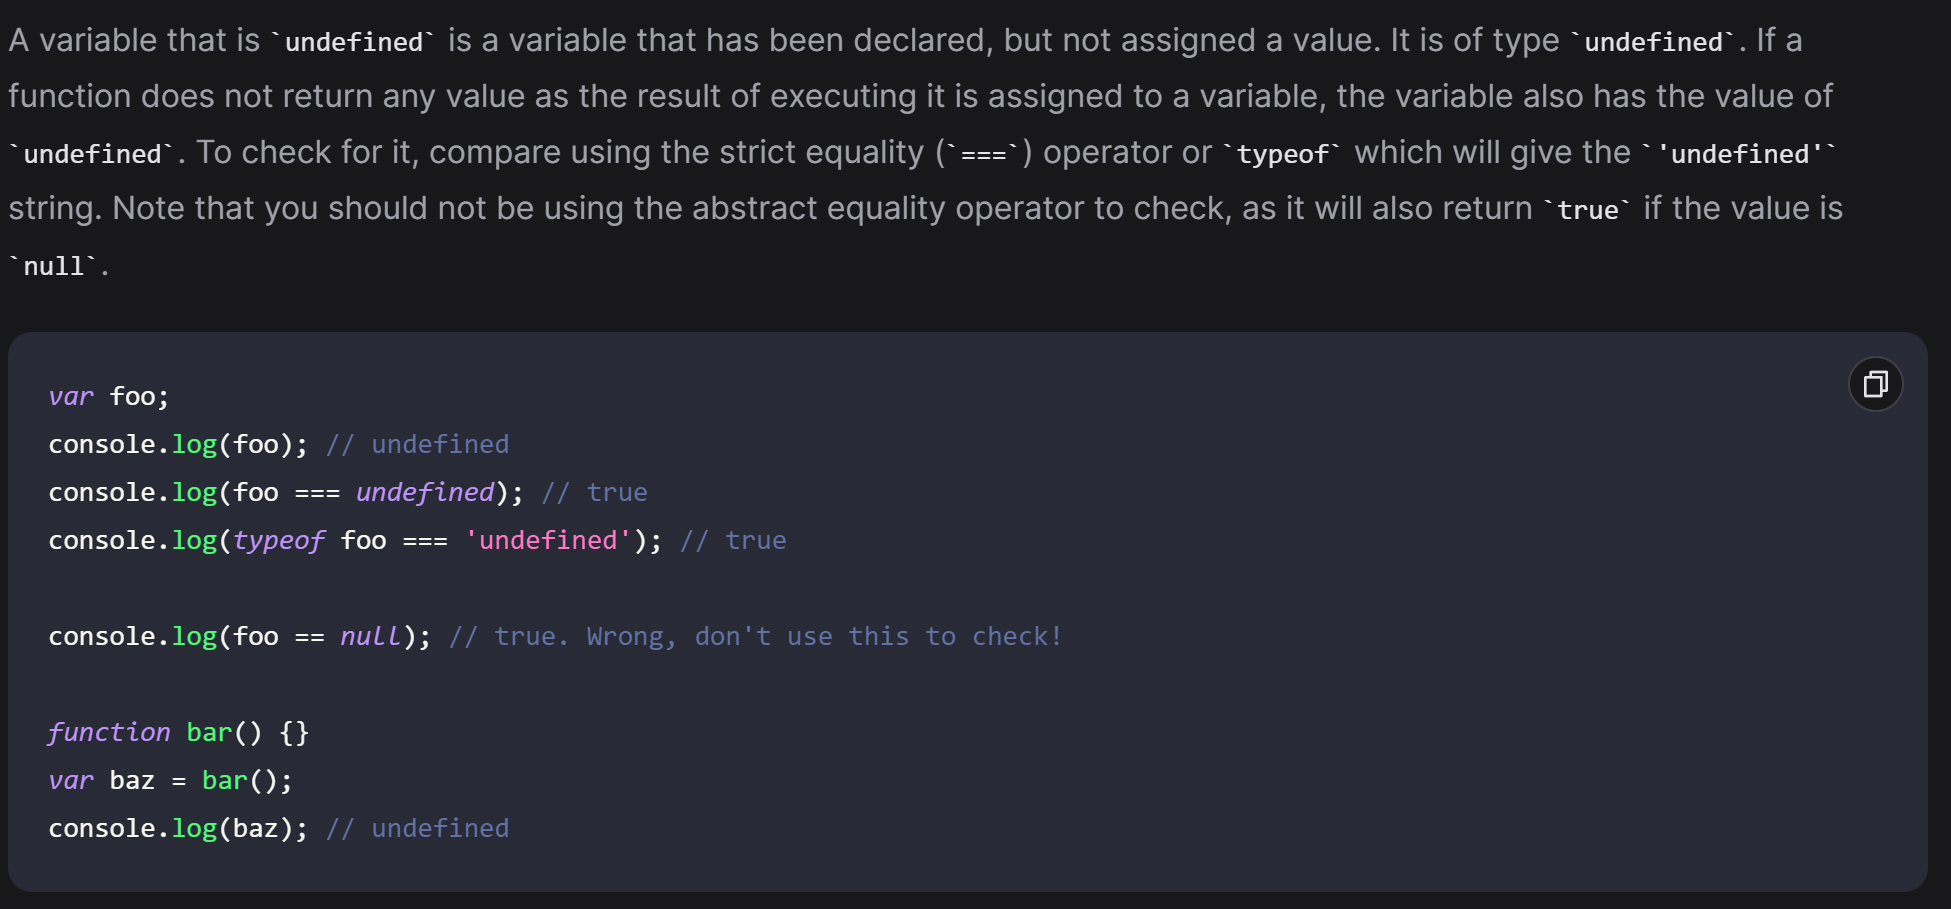 A variable that is `undefined` is a variable that has been declared, but not assigned a value. It is of type `undefined`. If a
function does not return any value as the result of executing it is assigned to a variable, the variable also has the value of
`undefined`. To check for it, compare using the strict equality (`===`) operator or `typeof` which will give the `'undefined'`
string. Note that you should not be using the abstract equality operator to check, as it will also return `true` if the value is
`null`.
var foo;
console.log(foo); // undefined
console.log(foo === undefined); // true
console.log(typeof foo === 'undefined'); // true
console.log(foo == null); // true. Wrong, don't use this to check!
function bar() {}
var baz = bar();
console.log(baz); // undefined